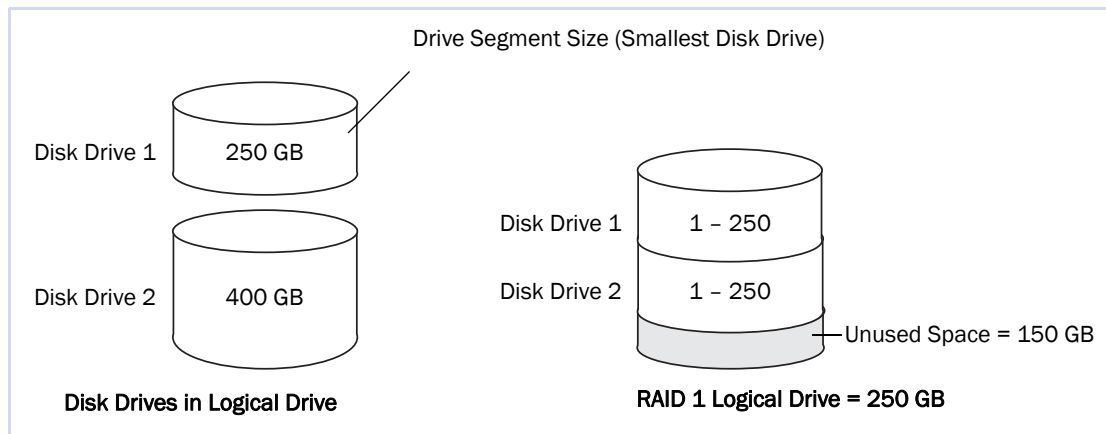 Drive Segment Size (Smallest Disk Drive)
Disk Drive 1
250 GB
Disk Drive 2
400 GB
Disk Drives in Logical Drive
Disk Drive 1
1 – 250
Disk Drive 2
1 – 250
Unused Space = 150 GB
RAID 1 Logical Drive = 250 GB